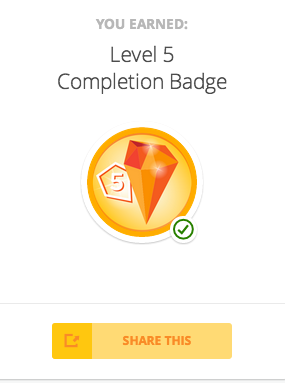 YOU EARNED:
Level 5
Completion Badge
5
SHARE THIS